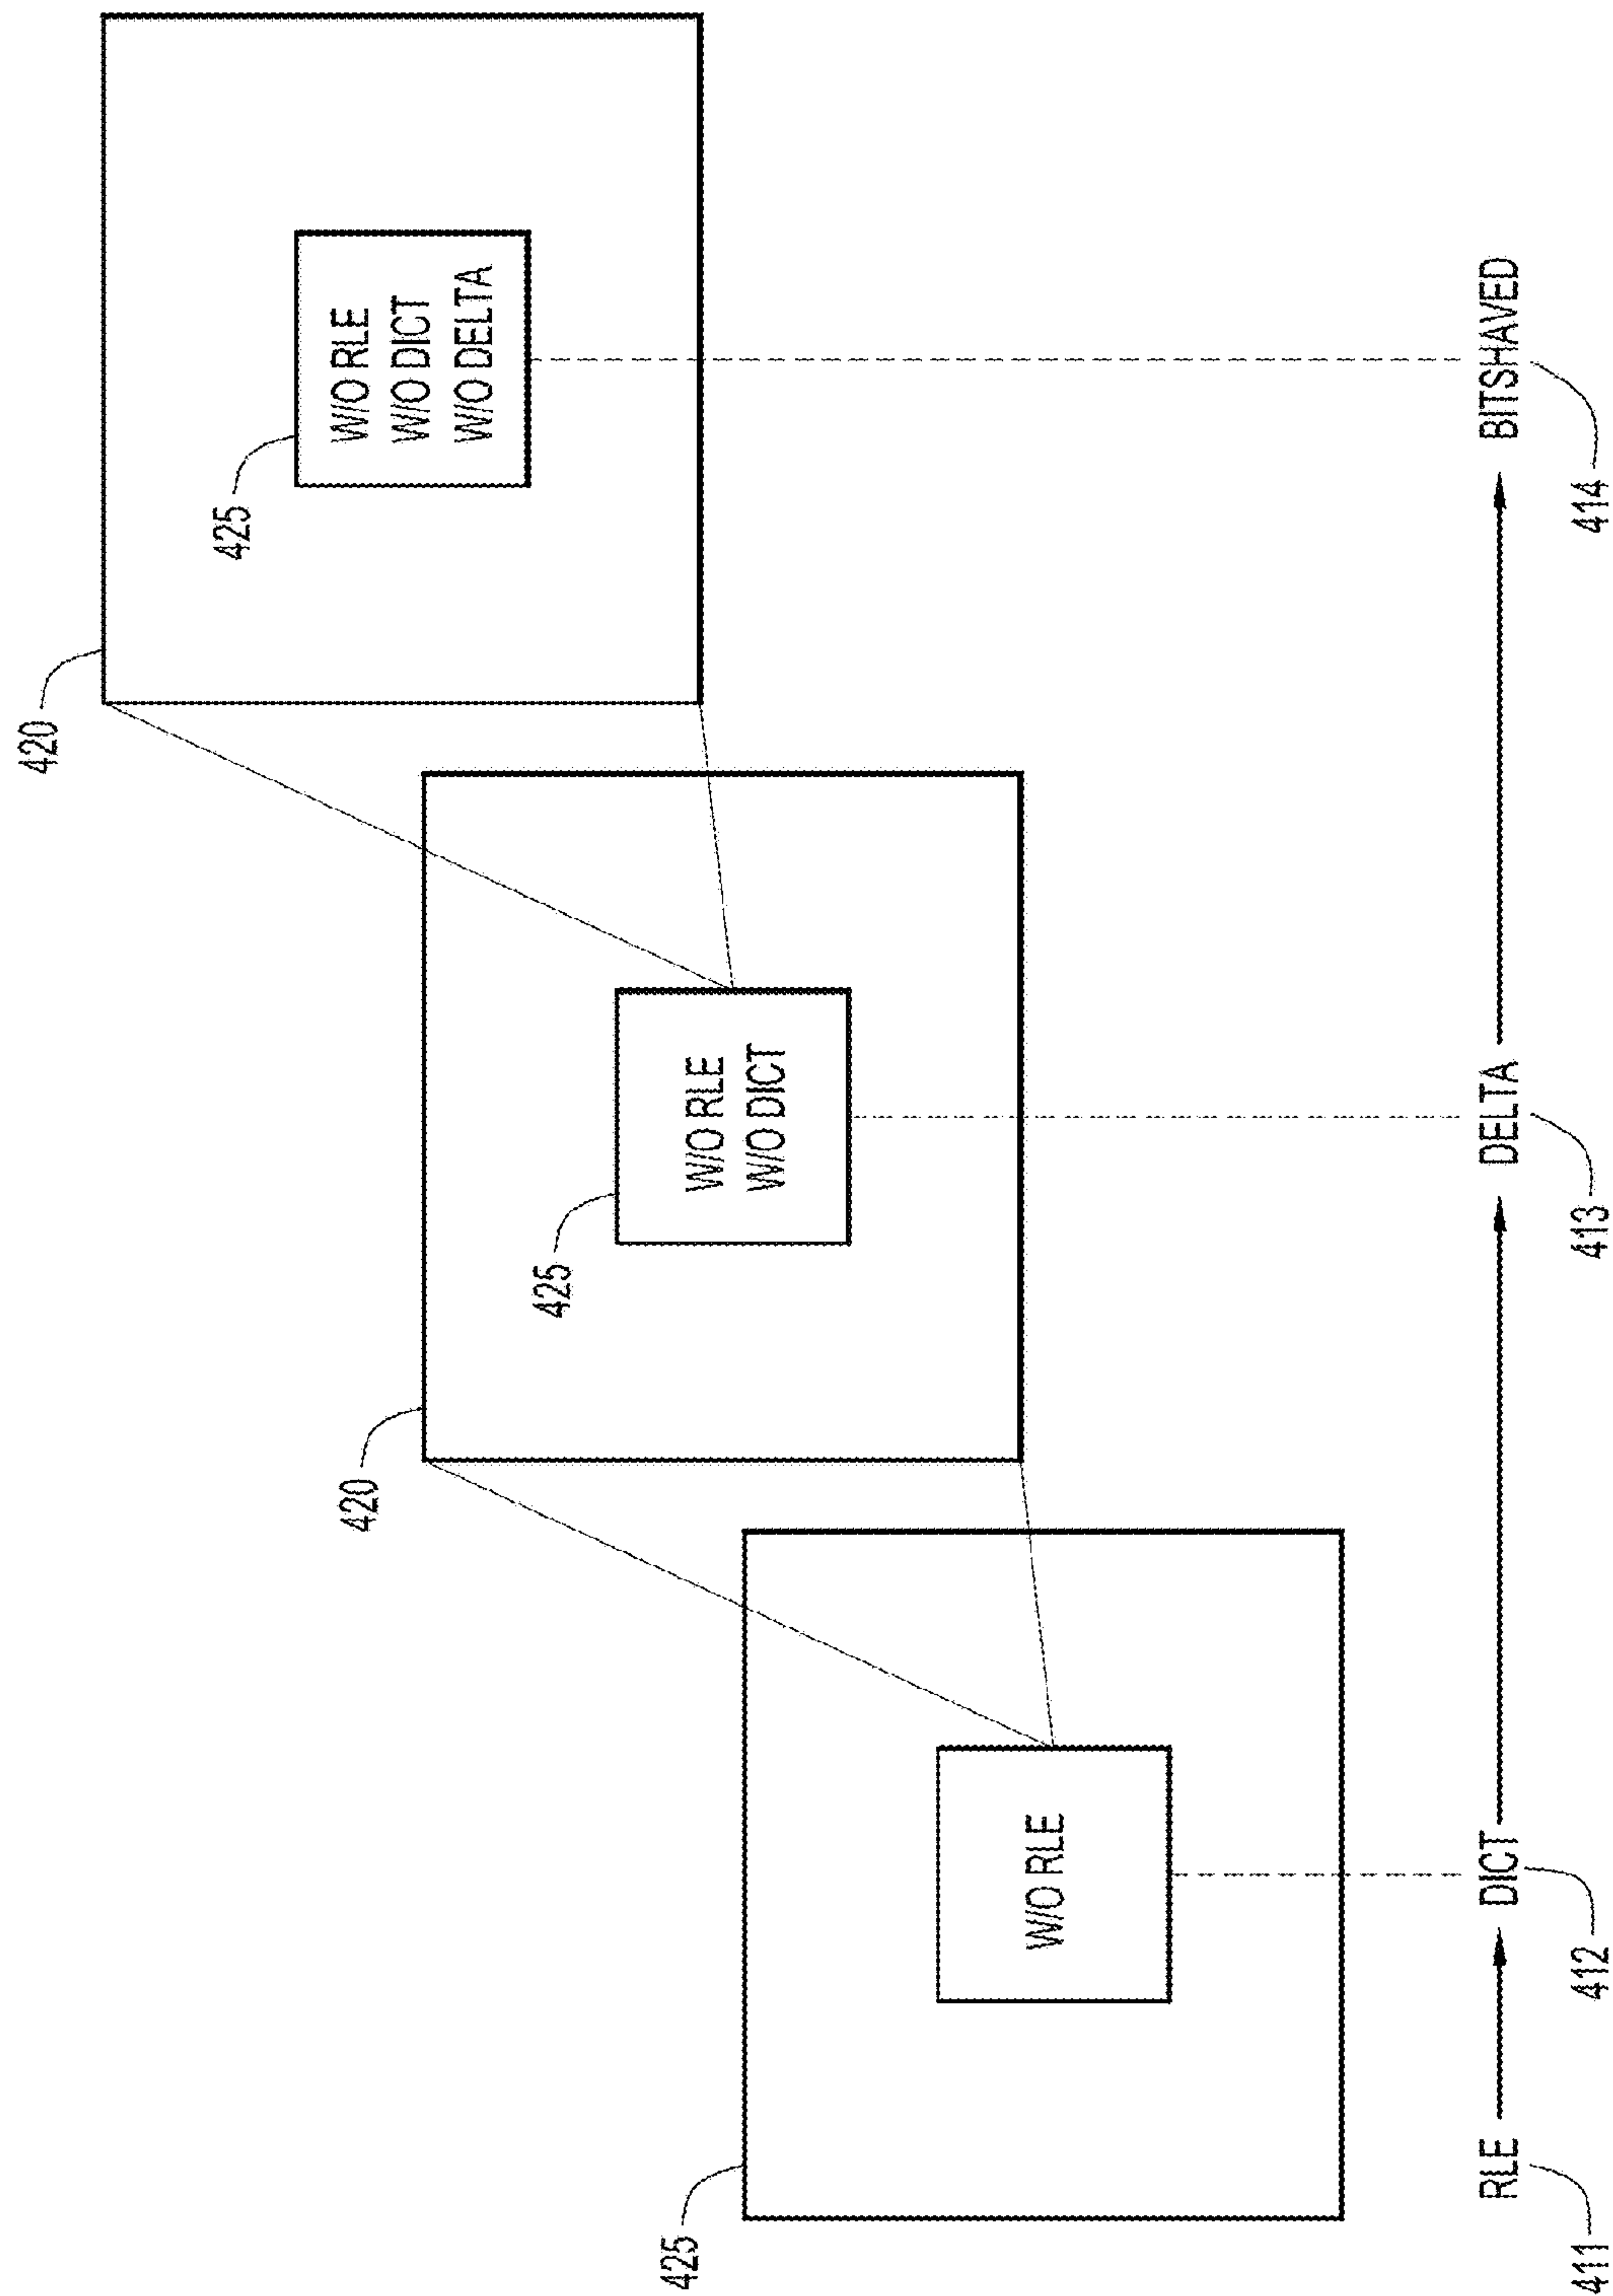 420
425
W/O RLE
W/O DICT
W/O DELTA
420
425
W/O RLE
W/O DICT
425
W/O RLE
RLE
DICT
DELTA
BITSHAVED
411
412
413
414